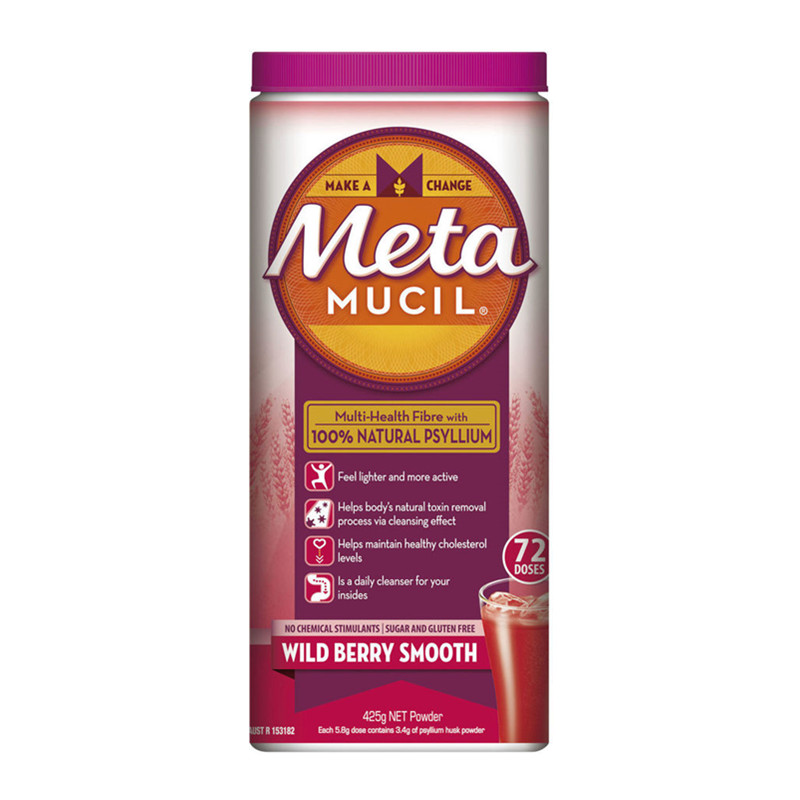 MAKE A CHANGE
Meta
MUCIL®
Multi-Health Fibre with
100% NATURAL PSYLLIUM
Feel lighter and more active
Helps body's natural toxin removal
process via cleansing effect
Helps maintain healthy cholesterol
levels
72
DOSES
Is a daily cleanser for your
insides
NO CHEMICAL STIMULANTS | SUGAR AND GLUTEN FREE
WILD BERRY SMOOTH
425g NET Powder
AUST R 153182
Each 5.8g dose contains 3.4g of psyllium husk powder